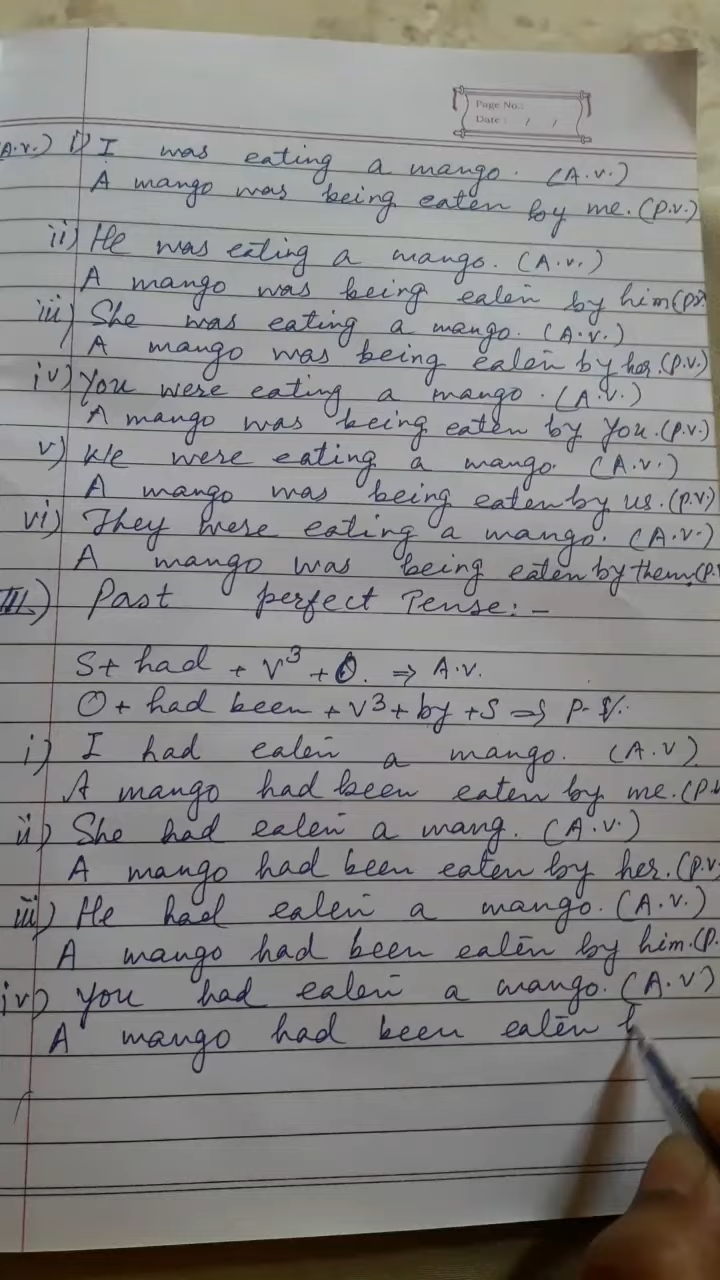 Page No.:
Date : / /
A.V.) i) I was eating a mango. (A.V.)
A mango was being eaten by me. (P.V.)
ii) He was eating a mango. (A.V.)
A mango was being eaten by him (P.V.
iii) She was eating a mango. (A.V.)
A mango was being eaten by her. (P.V.)
iv) You were eating a mango. (A.V.)
A mango was being eaten by you. (P.V.)
v) We were eating a mango. (A.V.)
A mango was being eaten by us. (P.V.)
vi) They were eating a mango. (A.V.)
A mango was being eaten by them. (P.
III.) Past perfect Tense: -
S + had + V³ + O. ⇒ A.V.
O + had been + V³ + by + S ⇒ P.V.
i) I had eaten a mango. (A.V)
A mango had been eaten by me. (P.V
ii) She had eaten a mang. (A.V.)
A mango had been eaten by her. (P.V
iii) He had eaten a mango. (A.V.)
A mango had been eaten by him. (P.
iv) You had eaten a mango. (A.V)
A mango had been eaten b